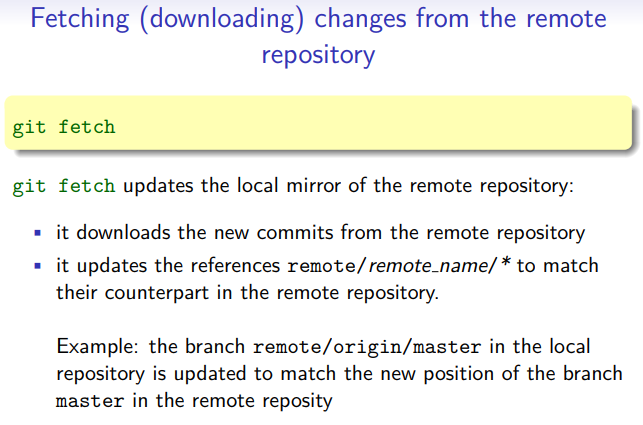 Fetching (downloading) changes from the remote
repository
git fetch
git fetch updates the local mirror of the remote repository:
▪ it downloads the new commits from the remote repository
▪ it updates the references remote/remote_name/* to match
their counterpart in the remote repository.
Example: the branch remote/origin/master in the local
repository is updated to match the new position of the branch
master in the remote reposity